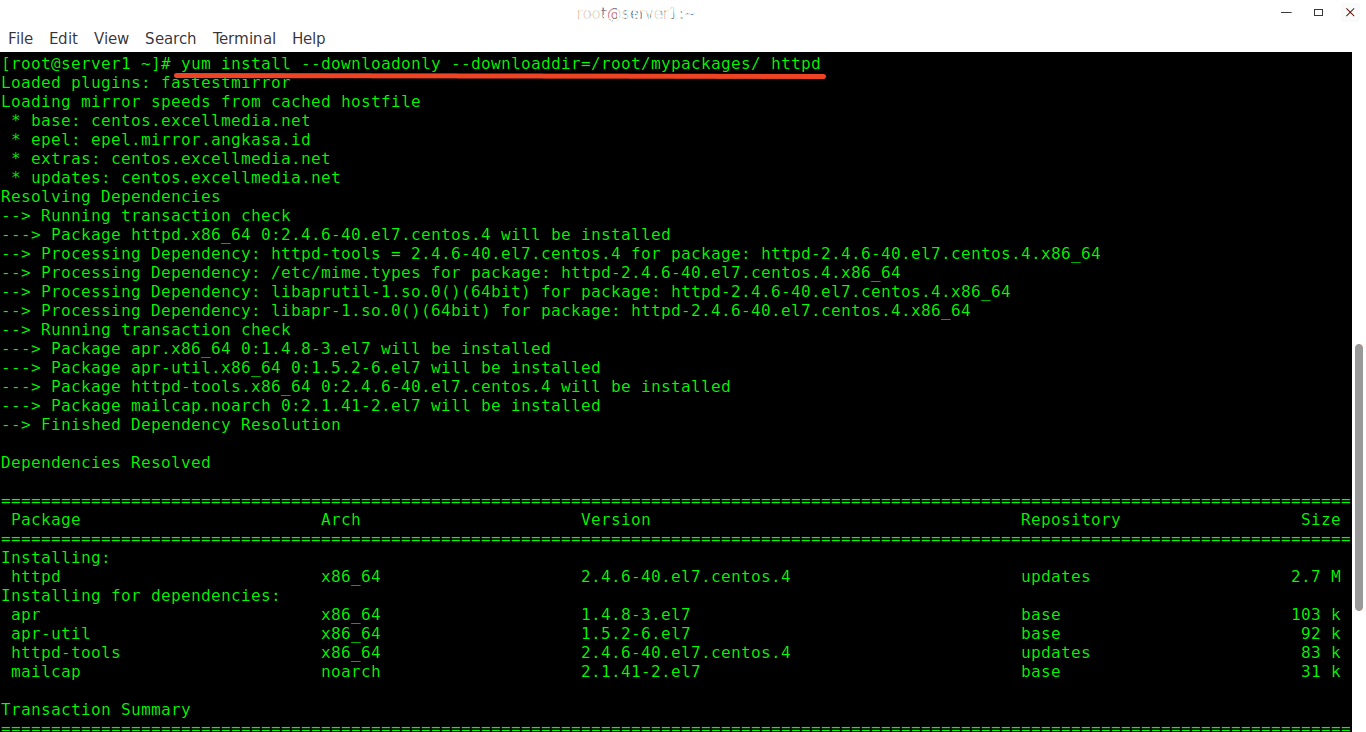 root@server1:~
File Edit View Search Terminal Help
[root@server1 ~]# yum install --downloadonly --downloaddir=/root/mypackages/ httpd
Loaded plugins: fastestmirror
Loading mirror speeds from cached hostfile
 * base: centos.excellmedia.net
 * epel: epel.mirror.angkasa.id
 * extras: centos.excellmedia.net
 * updates: centos.excellmedia.net
Resolving Dependencies
--> Running transaction check
---> Package httpd.x86_64 0:2.4.6-40.el7.centos.4 will be installed
--> Processing Dependency: httpd-tools = 2.4.6-40.el7.centos.4 for package: httpd-2.4.6-40.el7.centos.4.x86_64
--> Processing Dependency: /etc/mime.types for package: httpd-2.4.6-40.el7.centos.4.x86_64
--> Processing Dependency: libaprutil-1.so.0()(64bit) for package: httpd-2.4.6-40.el7.centos.4.x86_64
--> Processing Dependency: libapr-1.so.0()(64bit) for package: httpd-2.4.6-40.el7.centos.4.x86_64
--> Running transaction check
---> Package apr.x86_64 0:1.4.8-3.el7 will be installed
---> Package apr-util.x86_64 0:1.5.2-6.el7 will be installed
---> Package httpd-tools.x86_64 0:2.4.6-40.el7.centos.4 will be installed
---> Package mailcap.noarch 0:2.1.41-2.el7 will be installed
--> Finished Dependency Resolution

Dependencies Resolved

================================================================================
 Package Arch Version Repository Size
================================================================================
Installing:
 httpd x86_64 2.4.6-40.el7.centos.4 updates 2.7 M
Installing for dependencies:
 apr x86_64 1.4.8-3.el7 base 103 k
 apr-util x86_64 1.5.2-6.el7 base 92 k
 httpd-tools x86_64 2.4.6-40.el7.centos.4 updates 83 k
 mailcap noarch 2.1.41-2.el7 base 31 k

Transaction Summary
================================================================================